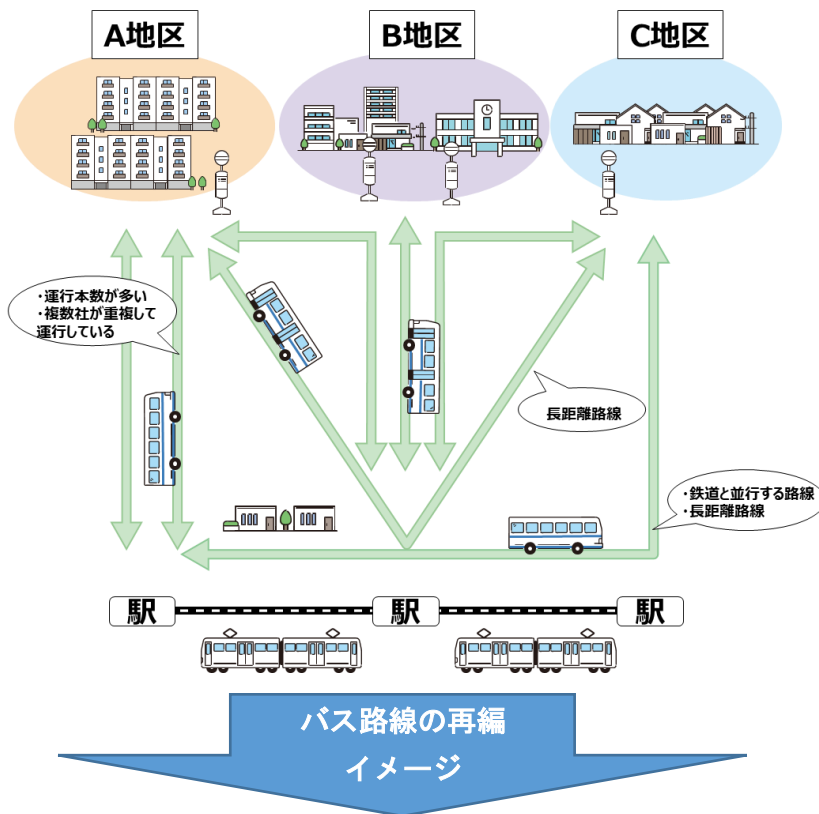 A地区
B地区
C地区
・運行本数が多い
・複数社が重複して
運行している
長距離路線
・鉄道と並行する路線
・長距離路線
駅
駅
駅
バス路線の再編
イメージ